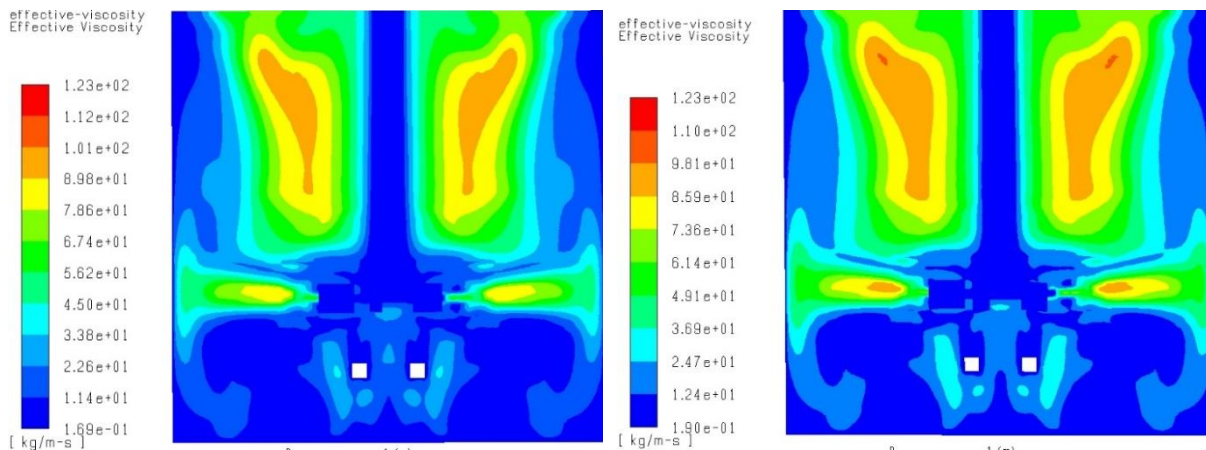 effective-viscosity
Effective Viscosity
1.23e+02
1.12e+02
1.01e+02
8.98e+01
7.86e+01
6.74e+01
5.62e+01
4.50e+01
3.38e+01
2.26e+01
1.14e+01
1.69e-01
[ kg/m-s ]
effective-viscosity
Effective Viscosity
1.23e+02
1.10e+02
9.81e+01
8.59e+01
7.36e+01
6.14e+01
4.91e+01
3.69e+01
2.47e+01
1.24e+01
1.90e-01
[ kg/m-s ]